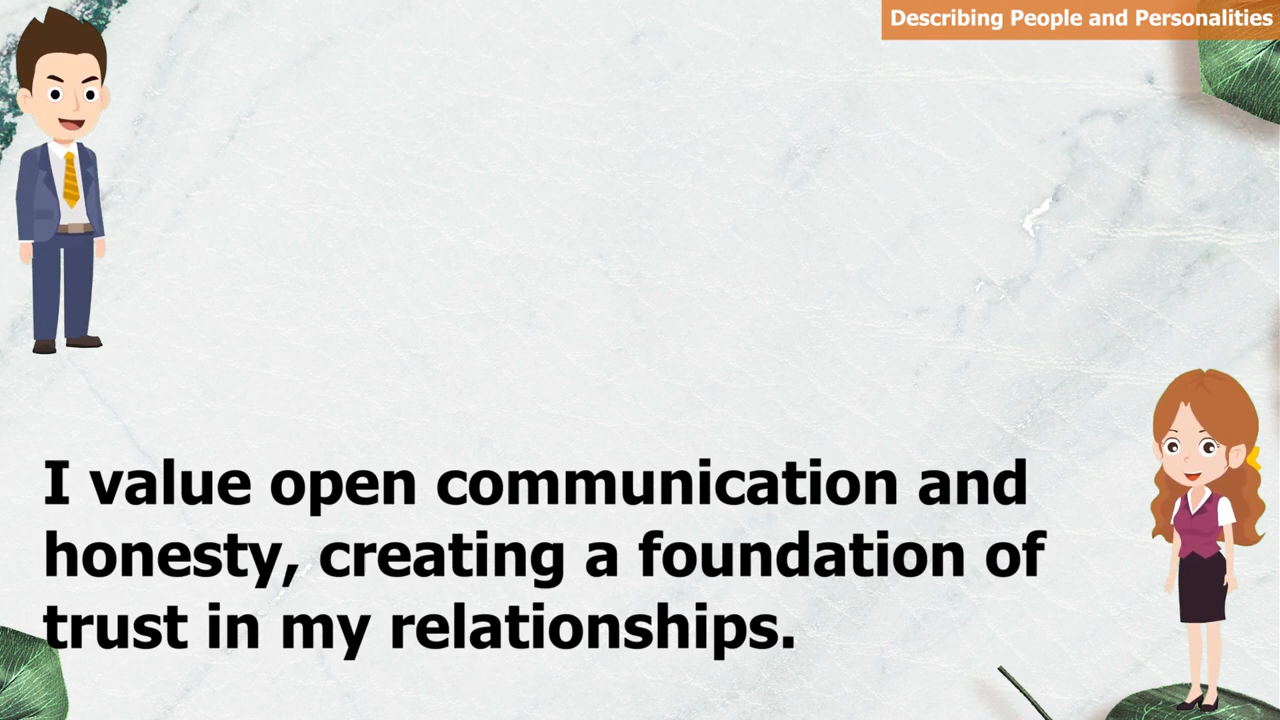 Describing People and Personalities
I value open communication and
honesty, creating a foundation of
trust in my relationships.